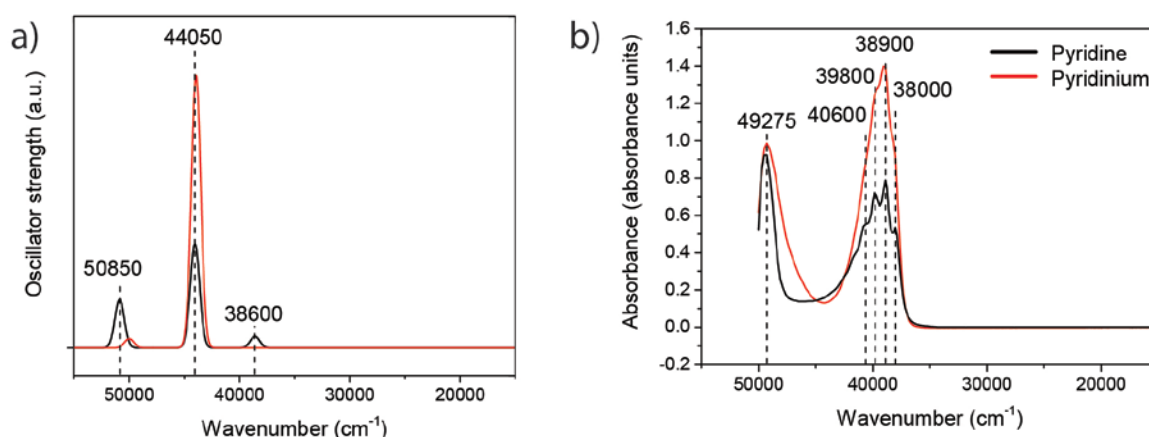 a)
44050
50850
38600
Oscillator strength (a.u.)
50000 40000 30000 20000
Wavenumber (cm⁻¹)
b)
38900
Pyridine
39800
Pyridinium
38000
40600
49275
1.6
1.4
1.2
1.0
0.8
0.6
0.4
0.2
0.0
-0.2
Absorbance (absorbance units)
50000 40000 30000 20000
Wavenumber (cm⁻¹)